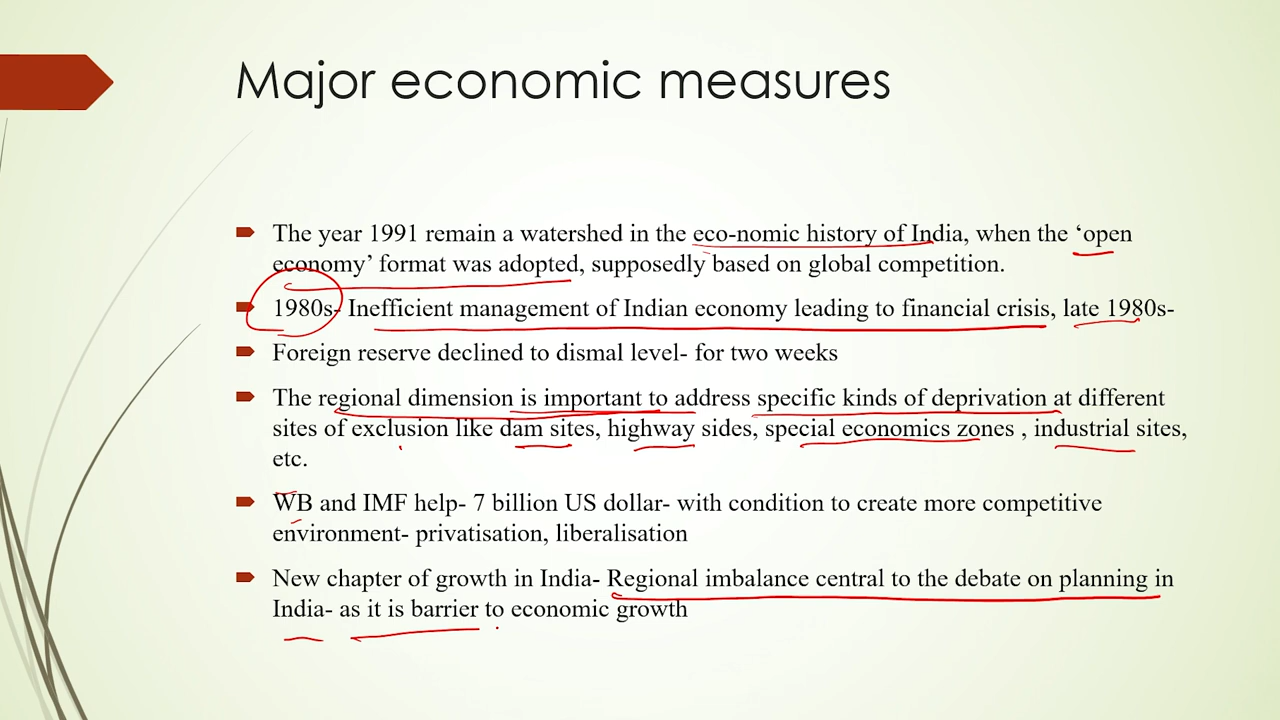 Major economic measures
The year 1991 remain a watershed in the eco-nomic history of India, when the ‘open
economy’ format was adopted, supposedly based on global competition.
1980s- Inefficient management of Indian economy leading to financial crisis, late 1980s-
Foreign reserve declined to dismal level- for two weeks
The regional dimension is important to address specific kinds of deprivation at different
sites of exclusion like dam sites, highway sides, special economics zones , industrial sites,
etc.
WB and IMF help- 7 billion US dollar- with condition to create more competitive
environment- privatisation, liberalisation
New chapter of growth in India- Regional imbalance central to the debate on planning in
India- as it is barrier to economic growth